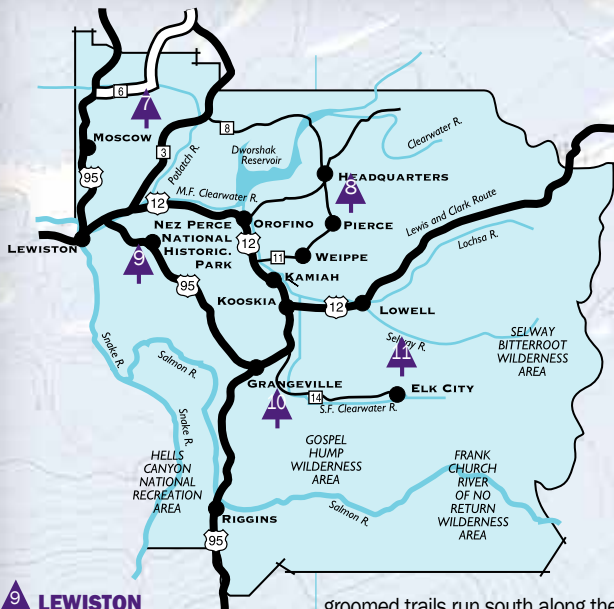 6
7
8
MOSCOW
3
Potlatch R.
Dworshak
Reservoir
Clearwater R.
95
HEADQUARTERS
8
M.F. Clearwater R.
12
Lewis and Clark Route
NEZ PERCE
NATIONAL
HISTORIC.
PARK
OROFINO
PIERCE
Lochsa R.
LEWISTON
12
11
WEIPPE
9
KAMIAH
95
KOOSKIA
12
LOWELL
Snake R.
Salmon R.
Selway R.
11
SELWAY
BITTERROOT
WILDERNESS
AREA
GRANGEVILLE
10
14
ELK CITY
S.F. Clearwater R.
Snake R.
GOSPEL
HUMP
WILDERNESS
AREA
HELLS
CANYON
NATIONAL
RECREATION
AREA
FRANK
CHURCH
RIVER
OF NO
RETURN
WILDERNESS
AREA
RIGGINS
Salmon R.
95
9 LEWISTON
groomed trails run south along the